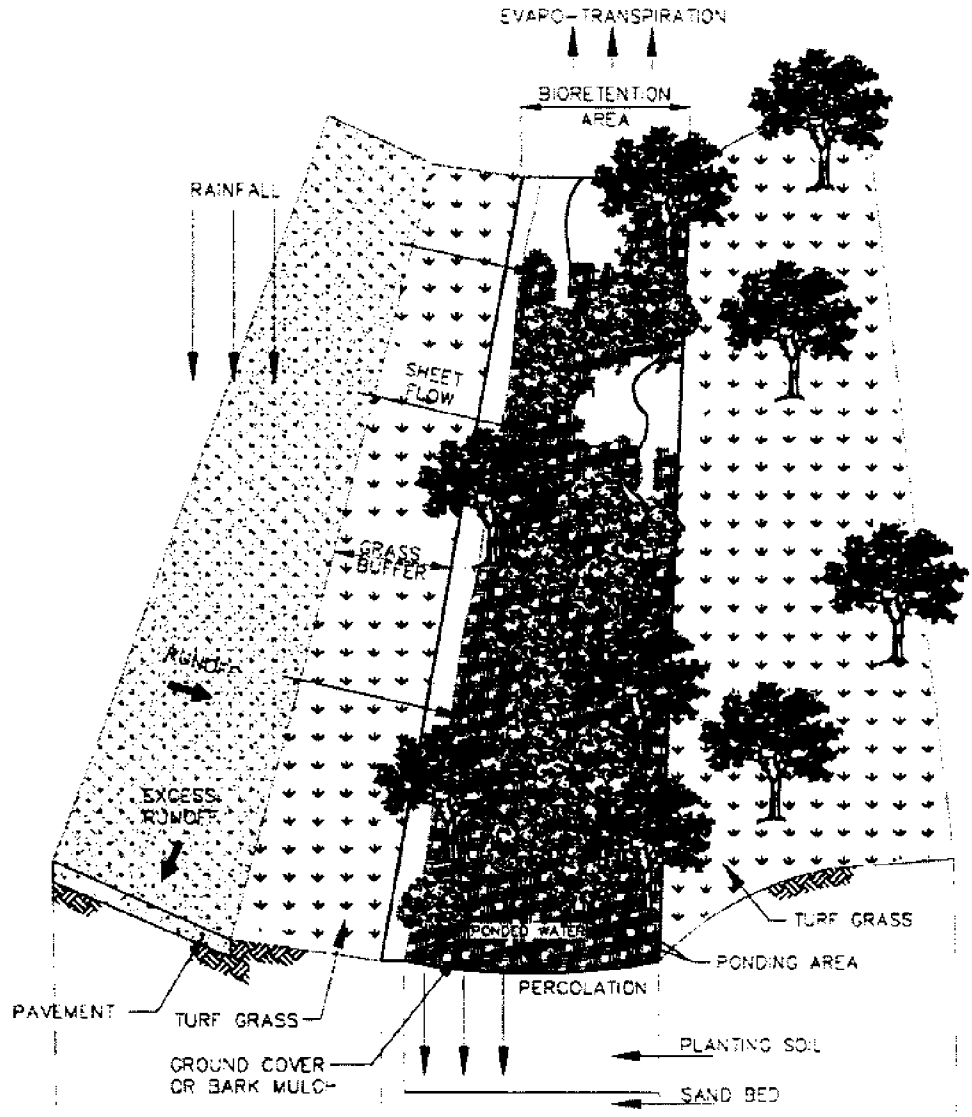 EVAPO-TRANSPIRATION
BIORETENTION
AREA
RAINFALL
SHEET
FLOW
GRASS
BUFFER
RUNOFF
EXCESS
RUNOFF
PONDED WATER
TURF GRASS
PONDING AREA
PERCOLATION
PAVEMENT
TURF GRASS
PLANTING SOIL
GROUND COVER
OR BARK MULCH
SAND BED